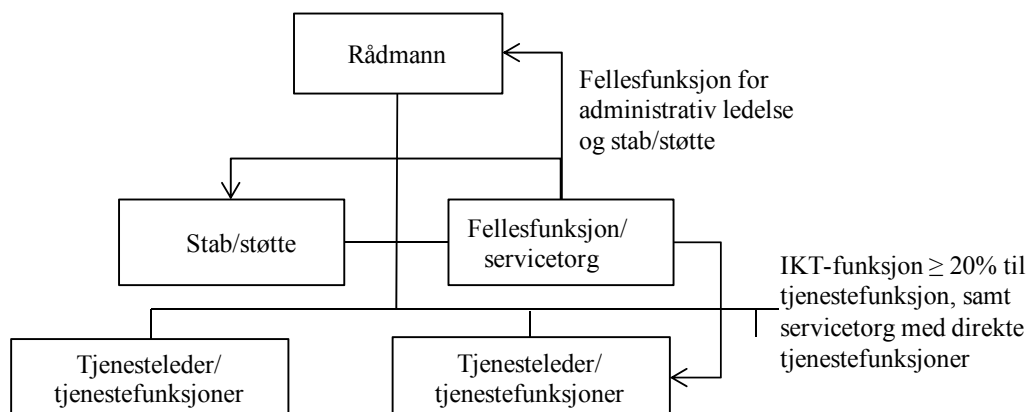 Rådmann
Fellesfunksjon for
administrativ ledelse
og stab/støtte
Stab/støtte
Fellesfunksjon/
servicetorg
IKT-funksjon ≥ 20% til
tjenestefunksjon, samt
servicetorg med direkte
tjenestefunksjoner
Tjenesteleder/
tjenestefunksjoner
Tjenesteleder/
tjenestefunksjoner